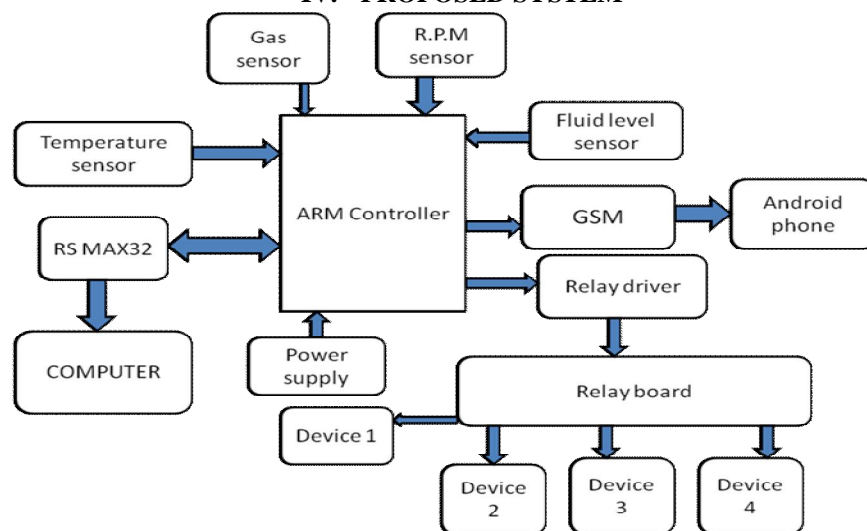 IV. PROPOSED SYSTEM
Gas
sensor
R.P.M
sensor
Temperature
sensor
Fluid level
sensor
ARM Controller
GSM
Android
phone
RS MAX32
Relay driver
COMPUTER
Power
supply
Relay board
Device 1
Device
2
Device
3
Device
4